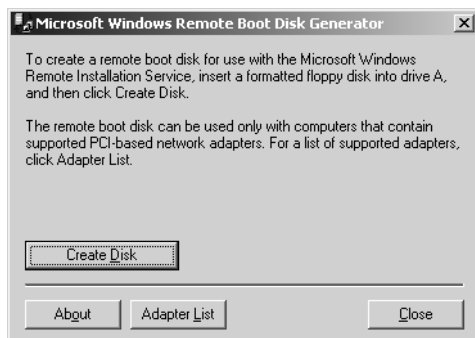 Microsoft Windows Remote Boot Disk Generator
To create a remote boot disk for use with the Microsoft Windows
Remote Installation Service, insert a formatted floppy disk into drive A,
and then click Create Disk.
The remote boot disk can be used only with computers that contain
supported PCI-based network adapters. For a list of supported adapters,
click Adapter List.
Create Disk
About
Adapter List
Close